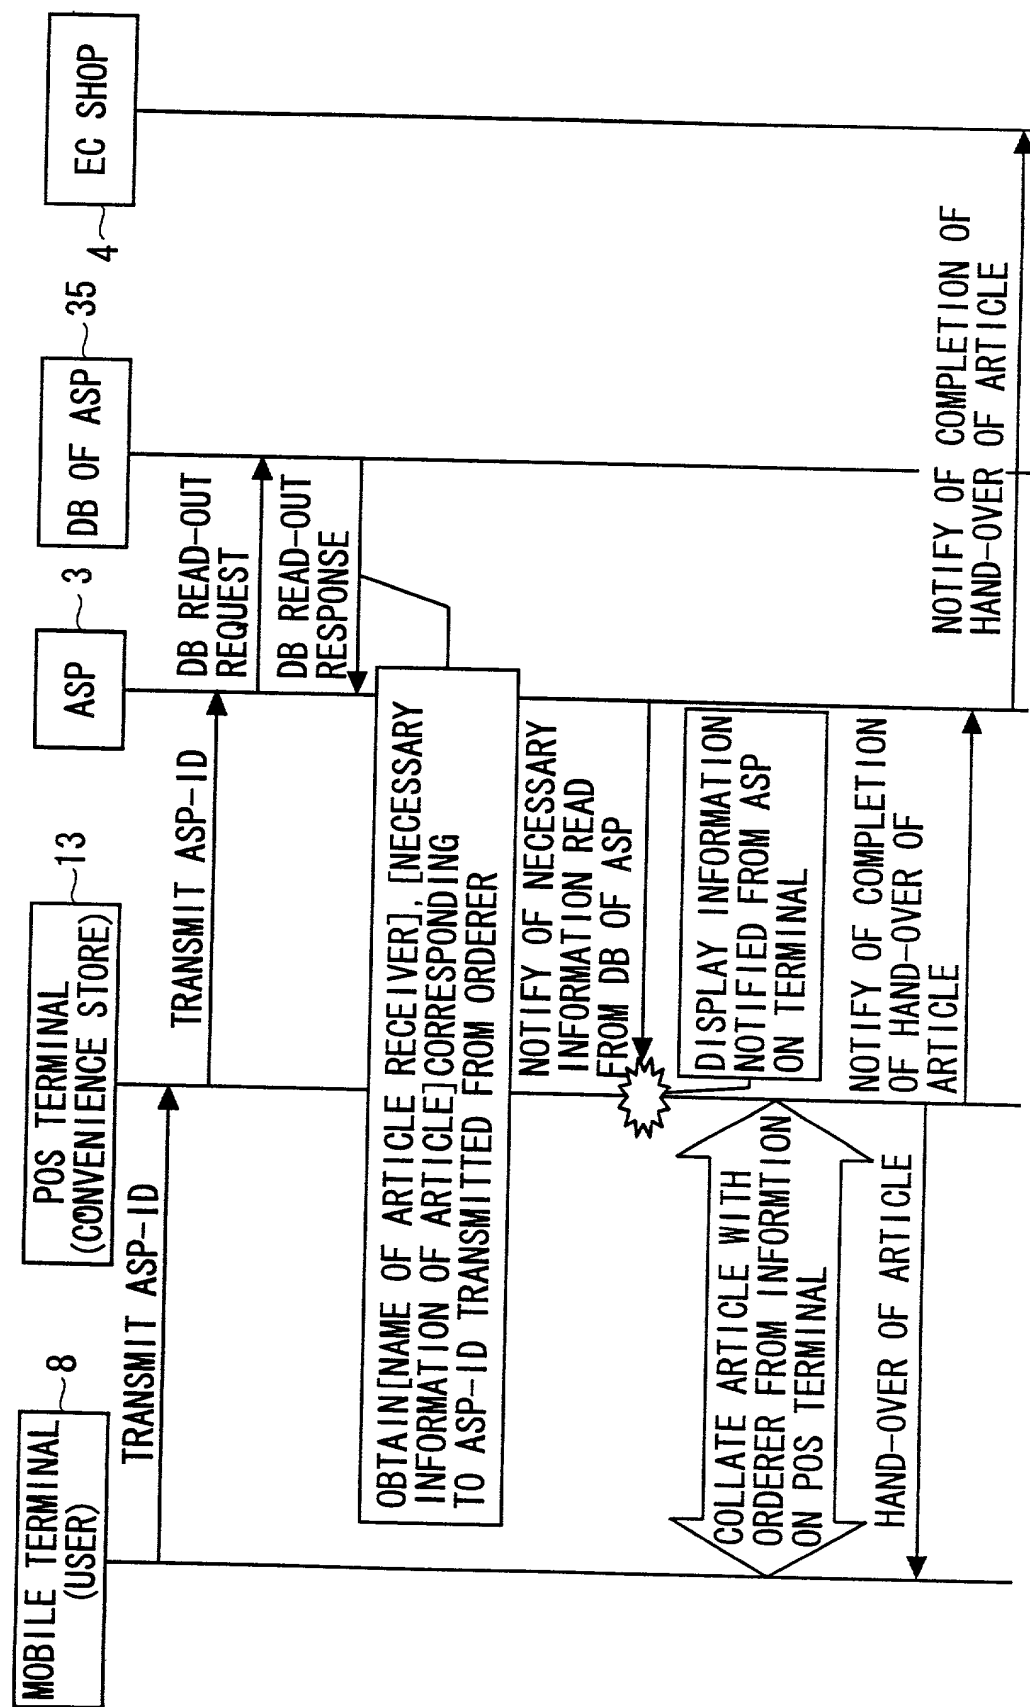 MOBILE TERMINAL
(USER)
8
POS TERMINAL
(CONVENIENCE STORE)
13
ASP
3
DB OF ASP
35
EC SHOP
4
TRANSMIT ASP-ID
TRANSMIT ASP-ID
DB READ-OUT
REQUEST
DB READ-OUT
RESPONSE
OBTAIN[NAME OF ARTICLE RECEIVER], [NECESSARY
INFORMATION OF ARTICLE]CORRESPONDING
TO ASP-ID TRANSMITTED FROM ORDERER
NOTIFY OF NECESSARY
INFORMATION READ
FROM DB OF ASP
DISPLAY INFORMATION
NOTIFIED FROM ASP
ON TERMINAL
COLLATE ARTICLE WITH
ORDERER FROM INFORMTION
ON POS TERMINAL
HAND-OVER OF ARTICLE
NOTIFY OF COMPLETION
OF HAND-OVER OF
ARTICLE
NOTIFY OF COMPLETION OF
HAND-OVER OF ARTICLE